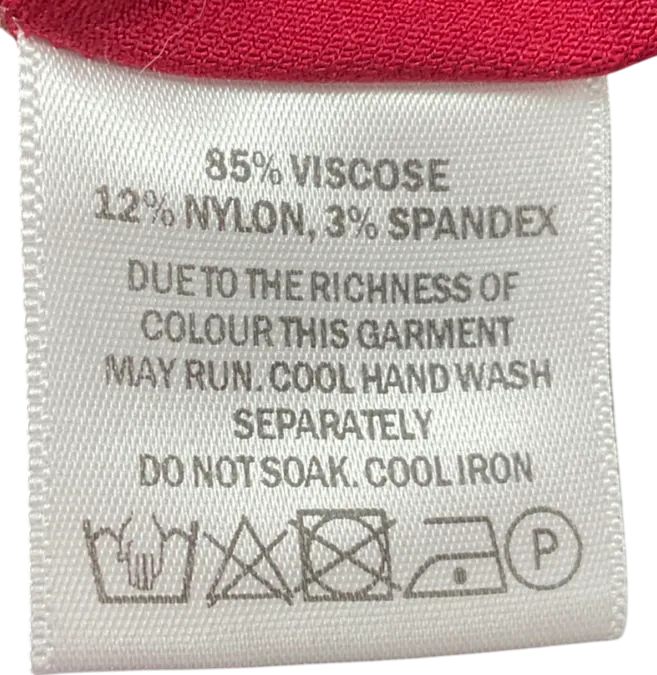 85% VISCOSE
12% NYLON, 3% SPANDEX
DUE TO THE RICHNESS OF
COLOUR THIS GARMENT
MAY RUN. COOL HAND WASH
SEPARATELY
DO NOT SOAK. COOL IRON
P